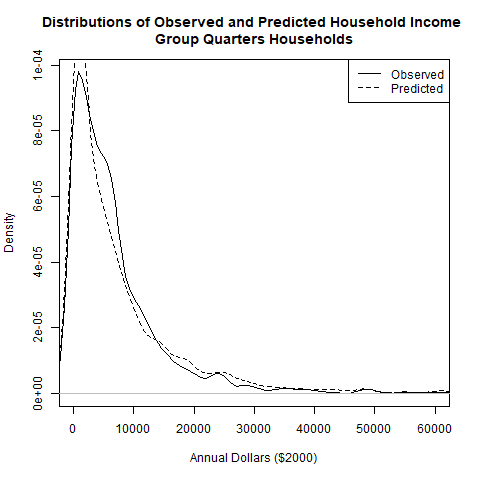 Distributions of Observed and Predicted Household Income
Group Quarters Households
Observed
Predicted
1e-04
8e-05
6e-05
4e-05
2e-05
0e+00
Density
0 10000 20000 30000 40000 50000 60000
Annual Dollars ($2000)